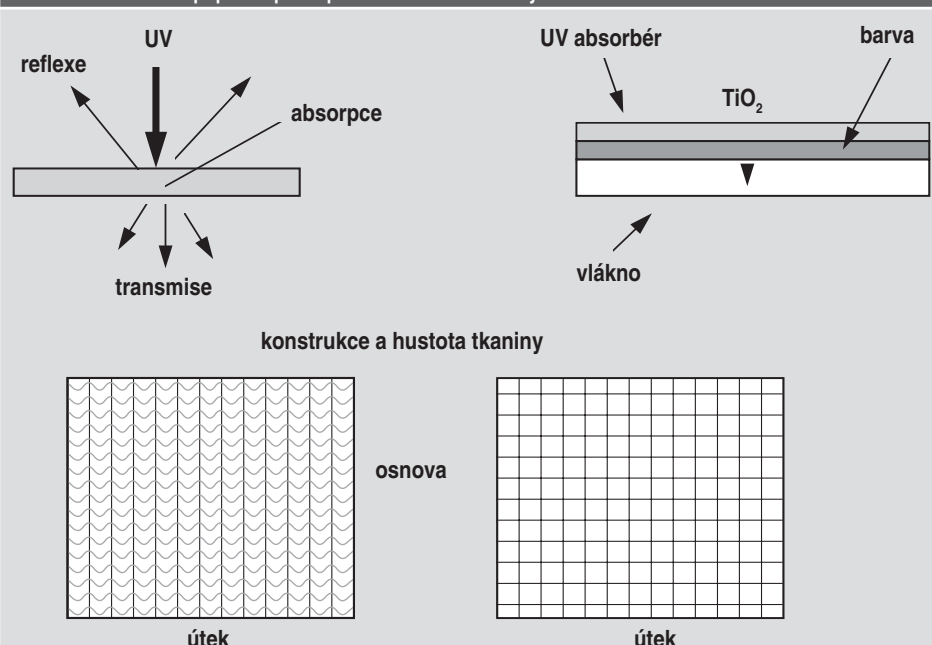 UV
reflexe
absorpce
transmise
UV absorbér
barva
TiO₂
vlákno
konstrukce a hustota tkaniny
osnova
útek
útek